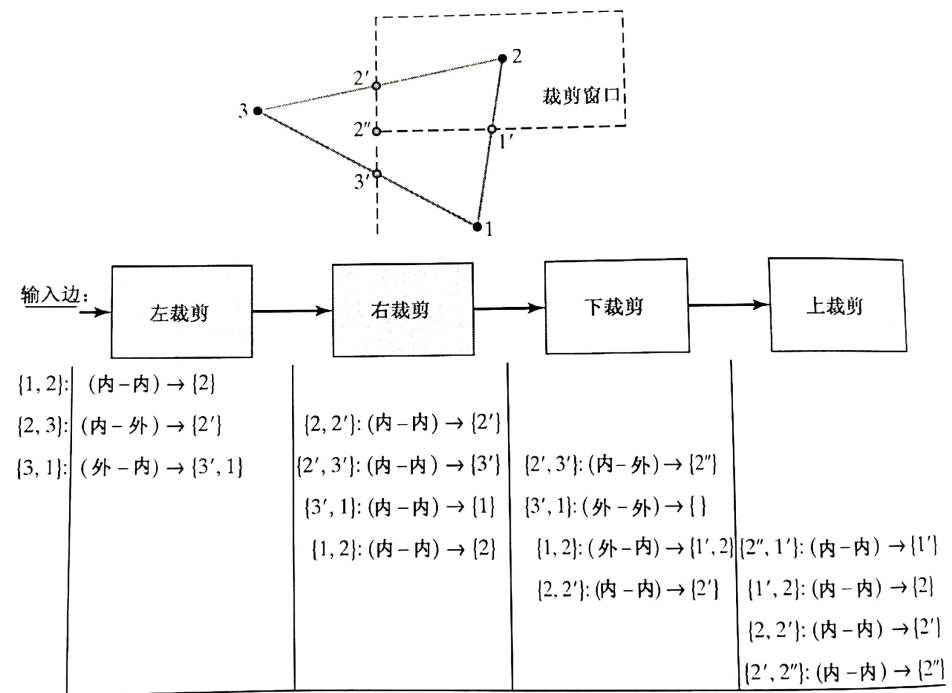 2
2′
裁剪窗口
3
2″
1′
3′
1
输入边：
左裁剪
右裁剪
下裁剪
上裁剪
{1, 2}: (内–内) → {2}
{2, 3}: (内–外) → {2′}
{2, 2′}: (内–内) → {2′}
{3, 1}: (外–内) → {3′, 1}
{2′, 3′}: (内–内) → {3′}
{2′, 3′}: (内–外) → {2″}
{3′, 1}: (内–内) → {1}
{3′, 1}: (外–外) → { }
{1, 2}: (内–内) → {2}
{1, 2}: (外–内) → {1′, 2}
{2″, 1′}: (内–内) → {1′}
{2, 2′}: (内–内) → {2′}
{1′, 2}: (内–内) → {2}
{2, 2′}: (内–内) → {2′}
{2′, 2″}: (内–内) → {2″}